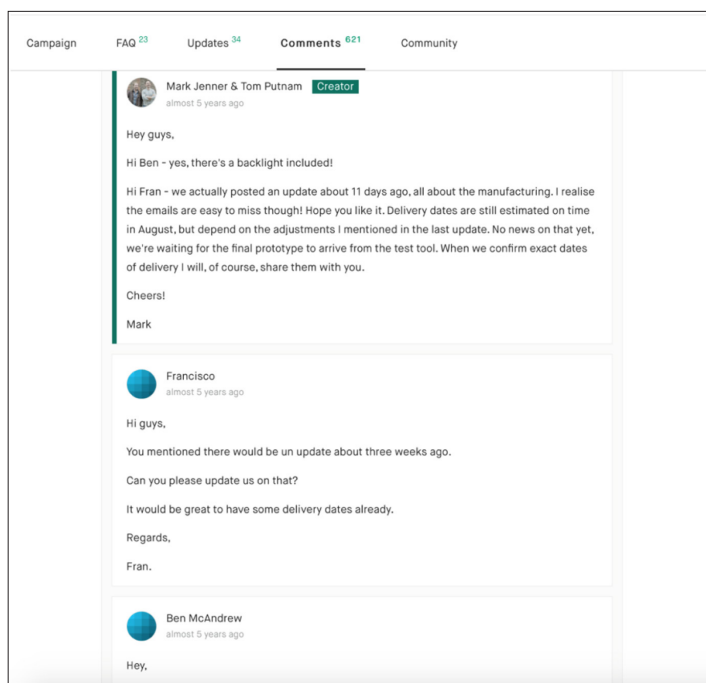 Campaign FAQ 23 Updates 34 Comments 621 Community
Mark Jenner & Tom Putnam Creator
almost 5 years ago
Hey guys,
Hi Ben - yes, there's a backlight included!
Hi Fran - we actually posted an update about 11 days ago, all about the manufacturing. I realise
the emails are easy to miss though! Hope you like it. Delivery dates are still estimated on time
in August, but depend on the adjustments I mentioned in the last update. No news on that yet,
we're waiting for the final prototype to arrive from the test tool. When we confirm exact dates
of delivery I will, of course, share them with you.
Cheers!
Mark
Francisco
almost 5 years ago
Hi guys,
You mentioned there would be un update about three weeks ago.
Can you please update us on that?
It would be great to have some delivery dates already.
Regards,
Fran.
Ben McAndrew
almost 5 years ago
Hey,